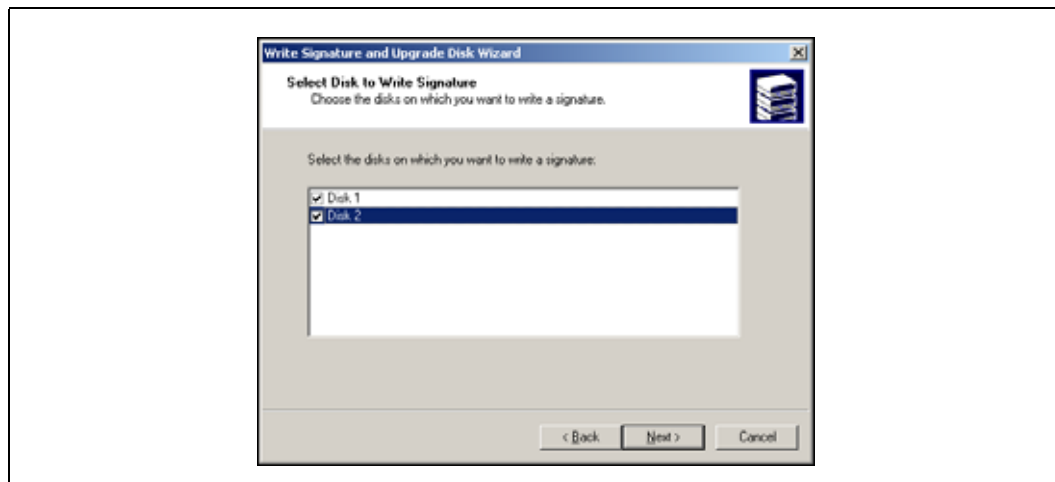 Write Signature and Upgrade Disk Wizard
Select Disk to Write Signature
Choose the disks on which you want to write a signature.
Select the disks on which you want to write a signature:
Disk 1
Disk 2
< Back Next > Cancel